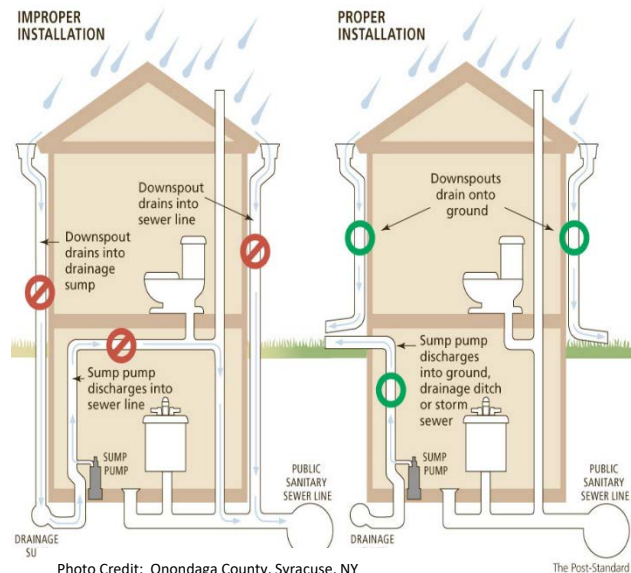 IMPROPER
INSTALLATION
Downspout
drains into
sewer line
Downspout
drains into
drainage
sump
Sump pump
discharges into
sewer line
SUMP
PUMP
PUBLIC
SANITARY
SEWER LINE
DRAINAGE
SU
Photo Credit: Onondaga County, Syracuse, NY
PROPER
INSTALLATION
Downspouts
drain onto
ground
Sump pump
discharges
into ground,
drainage ditch
or storm
sewer
SUMP
PUMP
PUBLIC
SANITARY
SEWER LINE
DRAINAGE
The Post-Standard